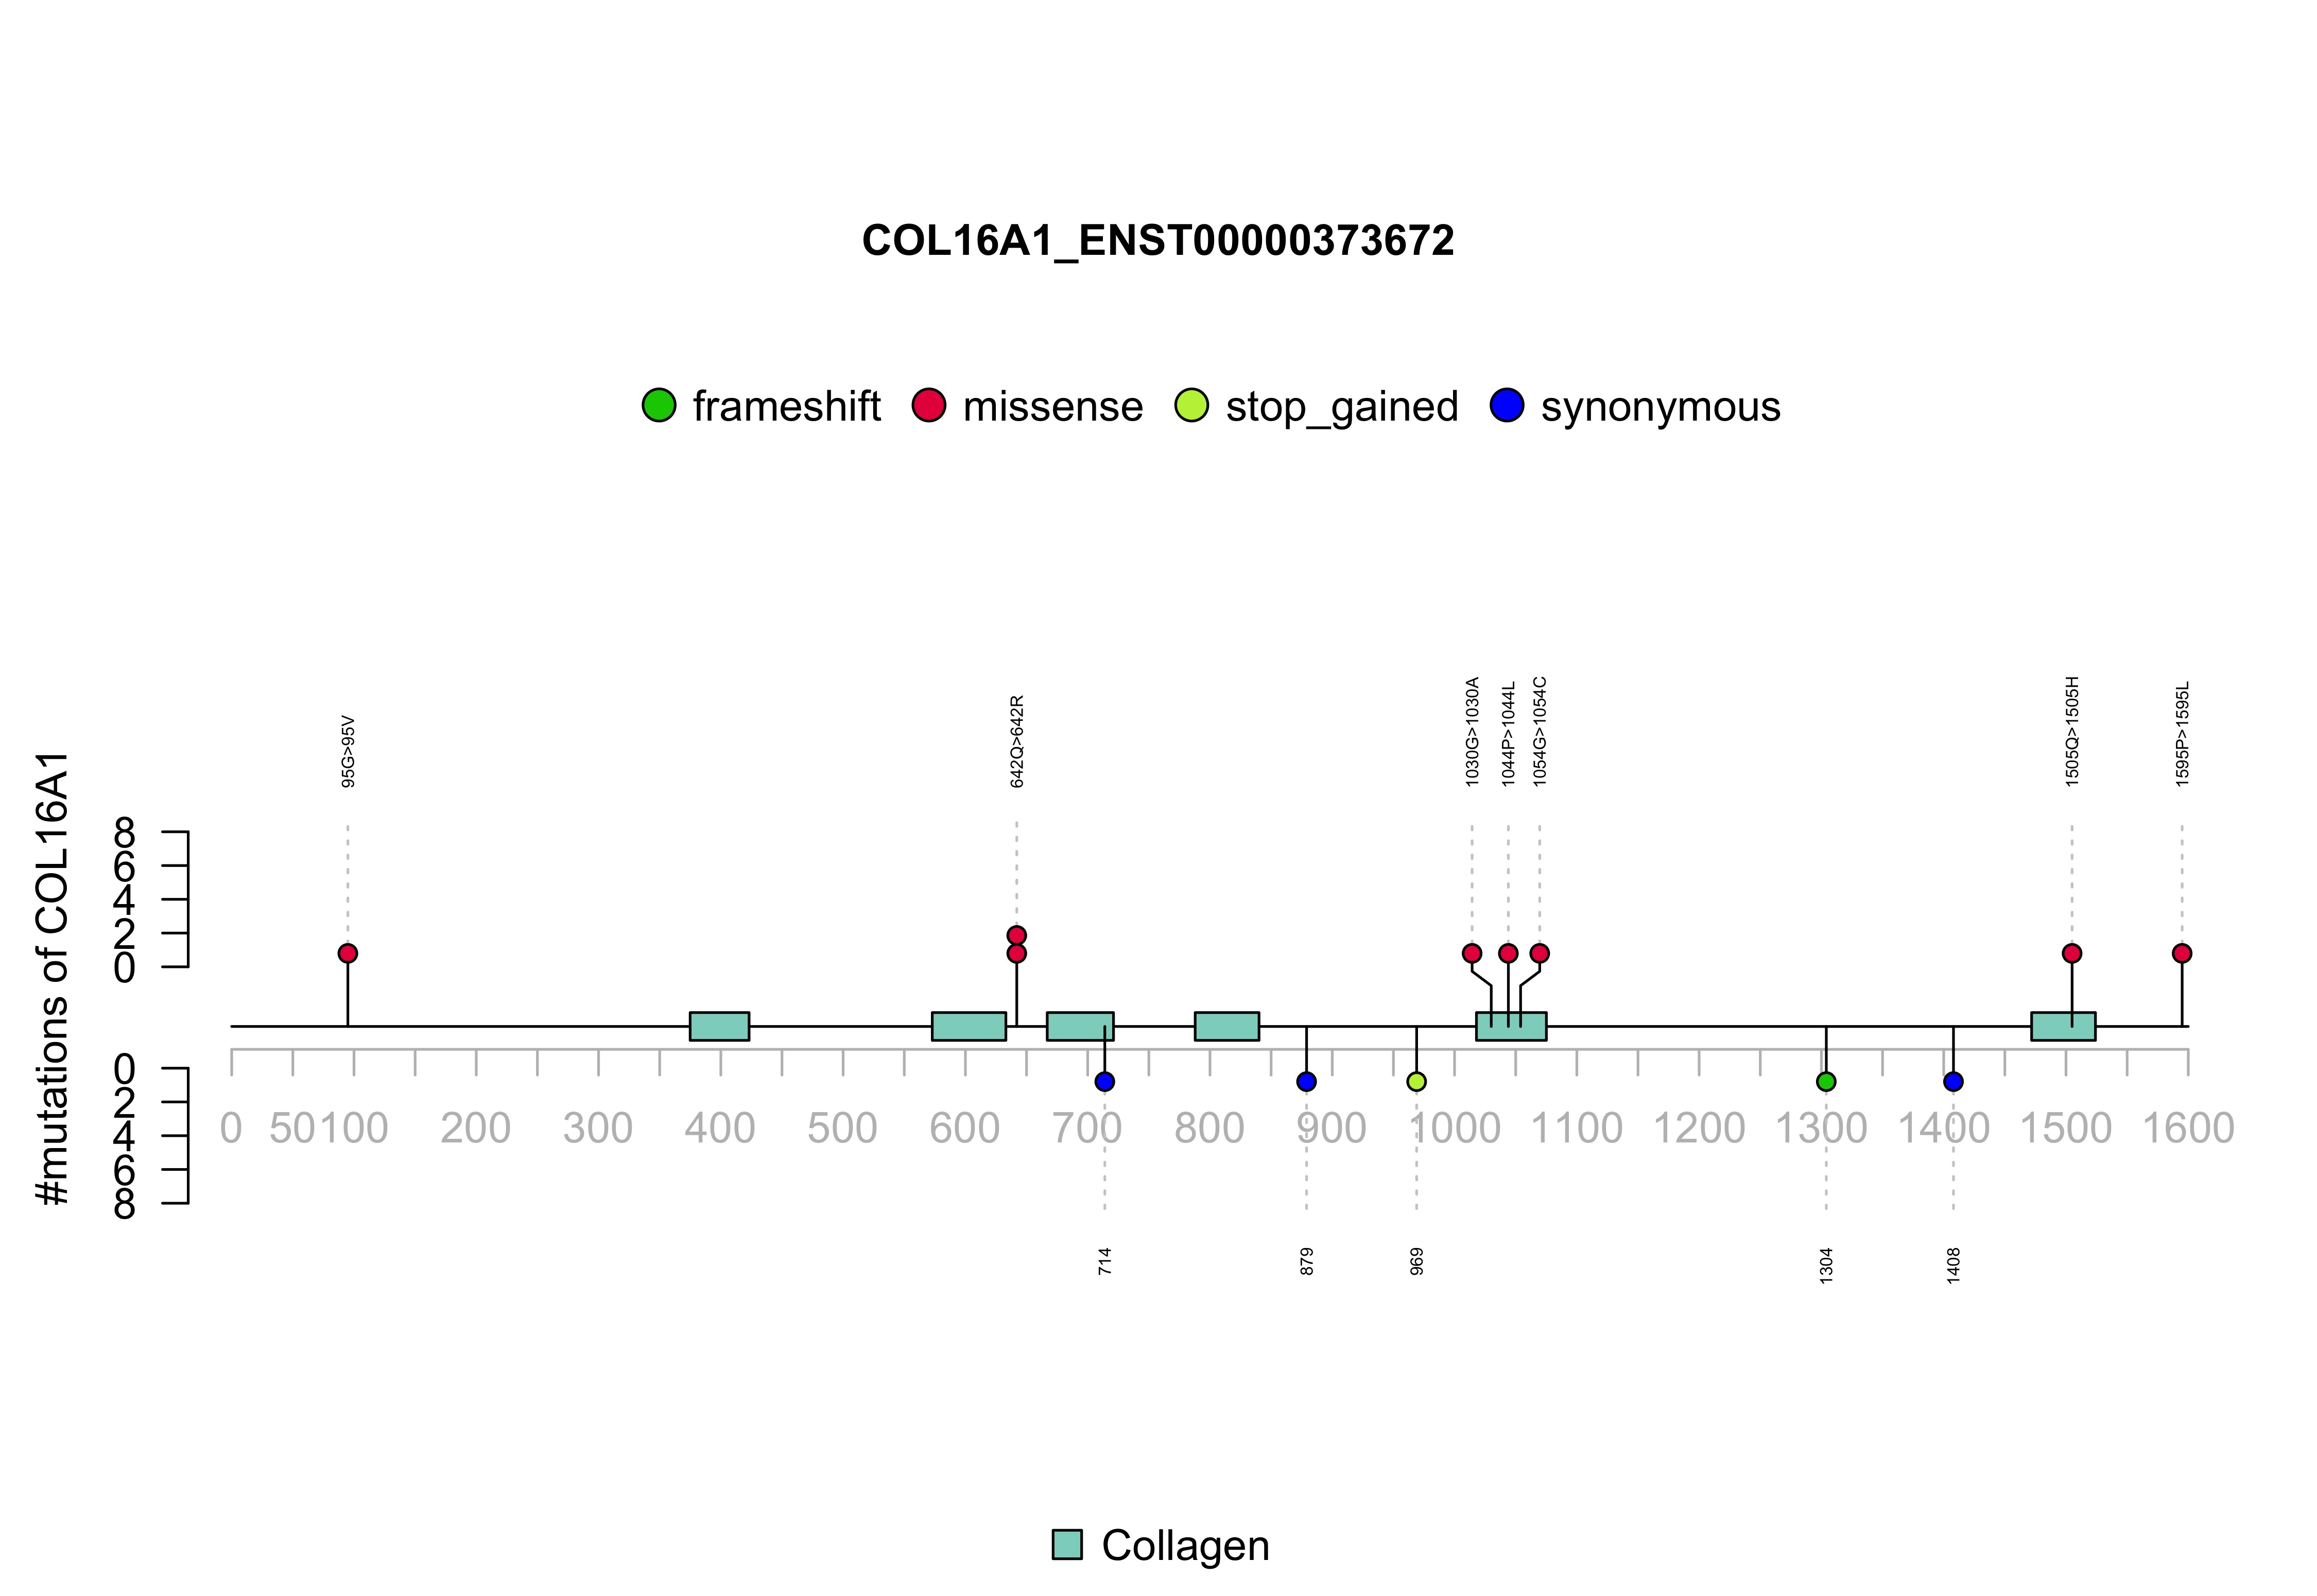 COL16A1_ENST00000373672
frameshift missense stop_gained synonymous
95G>95V
642Q>642R
1030G>1030A
1044P>1044L
1054G>1054C
1505Q>1505H
1595P>1595L
#mutations of COL16A1
8
6
4
2
0
0
2
4
6
8
0 50 100 200 300 400 500 600 700 800 900 1000 1100 1200 1300 1400 1500 1600
714
879
969
1304
1408
Collagen